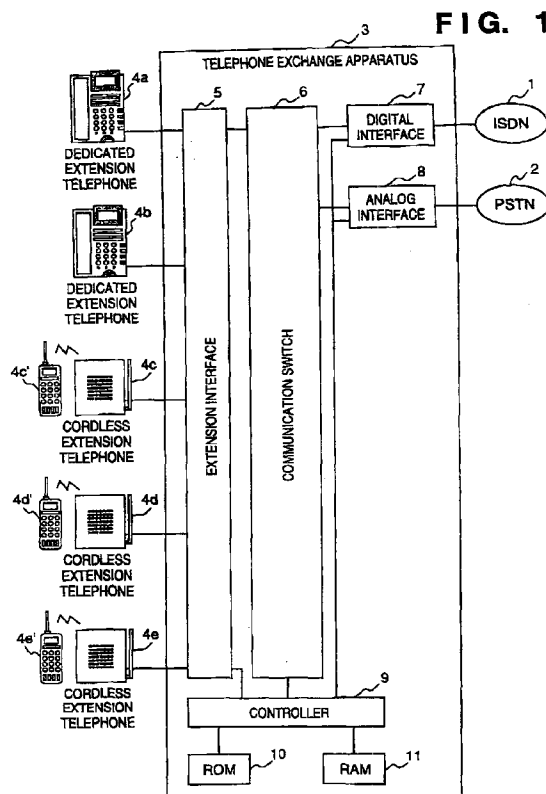 FIG. 1
3
TELEPHONE EXCHANGE APPARATUS
4a
DEDICATED
EXTENSION
TELEPHONE
4b
DEDICATED
EXTENSION
TELEPHONE
4c'
4c
CORDLESS
EXTENSION
TELEPHONE
4d'
4d
CORDLESS
EXTENSION
TELEPHONE
4e'
4e
CORDLESS
EXTENSION
TELEPHONE
5
EXTENSION INTERFACE
6
COMMUNICATION SWITCH
7
DIGITAL
INTERFACE
8
ANALOG
INTERFACE
1
ISDN
2
PSTN
9
CONTROLLER
10
ROM
11
RAM